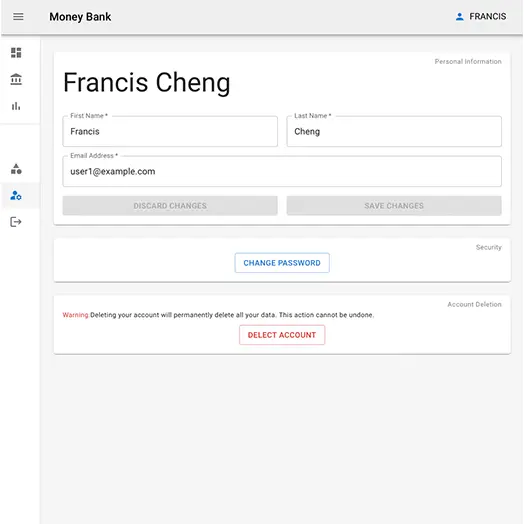 Money Bank
FRANCIS
Personal Information
Francis Cheng
First Name *
Francis
Last Name *
Cheng
Email Address *
user1@example.com
DISCARD CHANGES
SAVE CHANGES
Security
CHANGE PASSWORD
Account Deletion
Warning Deleting your account will permanently delete all your data. This action cannot be undone.
DELECT ACCOUNT